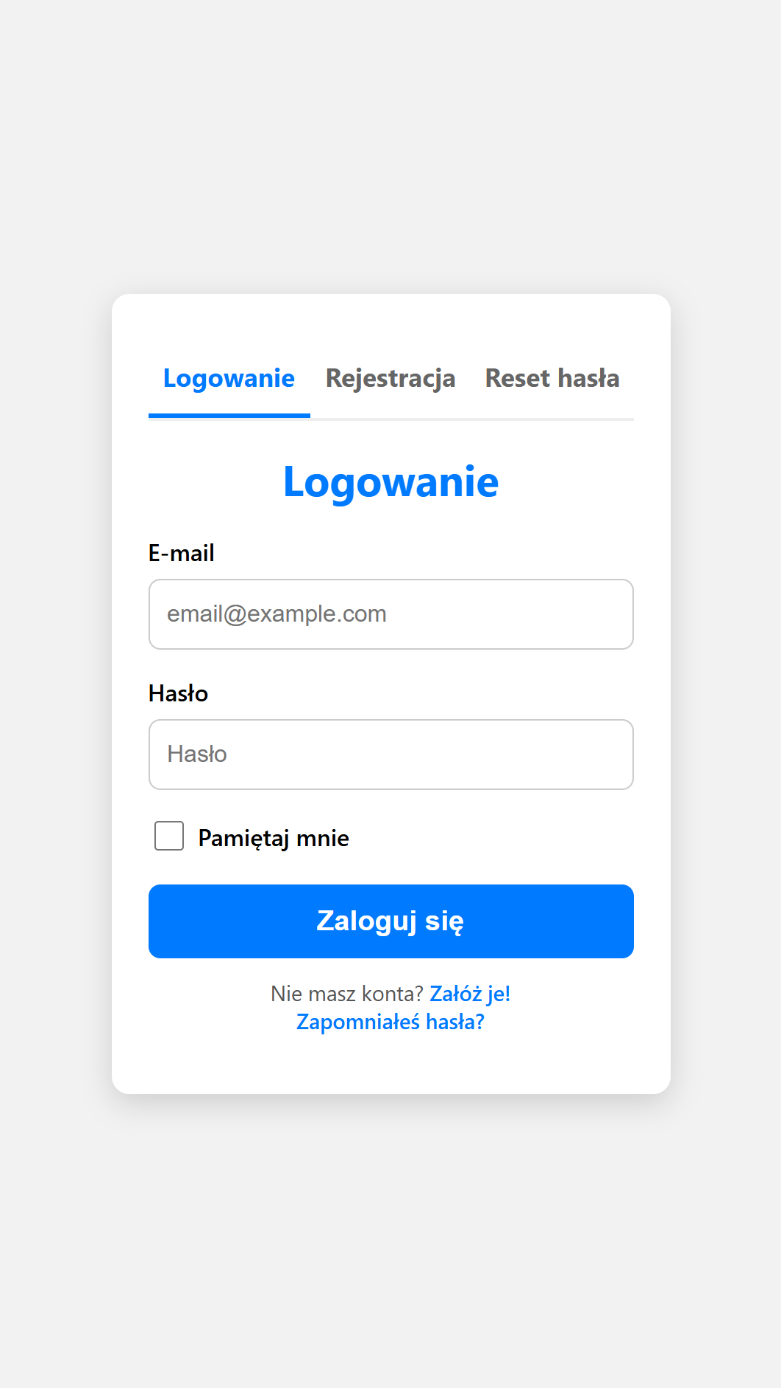 Logowanie Rejestracja Reset hasła
Logowanie
E-mail
email@example.com
Hasło
Hasło
Pamiętaj mnie
Zaloguj się
Nie masz konta? Załóż je!
Zapomniałeś hasła?